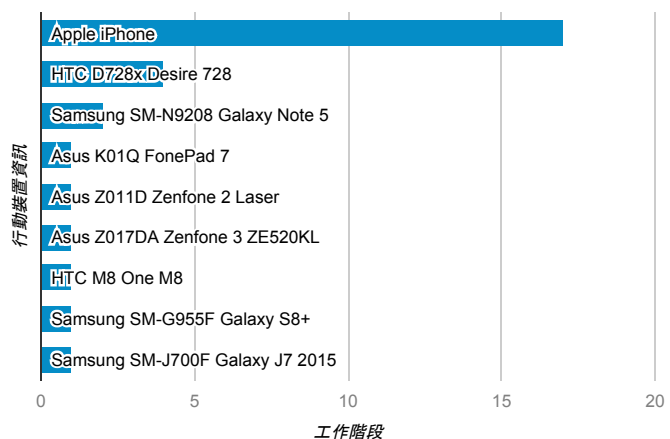 Apple iPhone
HTC D728x Desire 728
Samsung SM-N9208 Galaxy Note 5
Asus K01Q FonePad 7
Asus Z011D Zenfone 2 Laser
Asus Z017DA Zenfone 3 ZE520KL
HTC M8 One M8
Samsung SM-G955F Galaxy S8+
Samsung SM-J700F Galaxy J7 2015
行動裝置資訊
0 5 10 15 20
工作階段